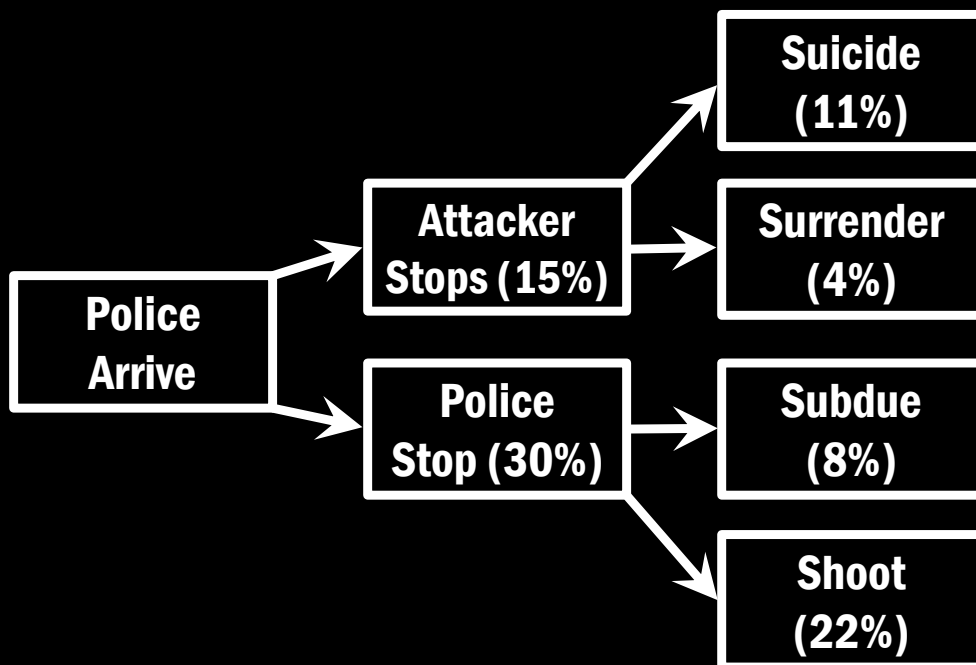 Police
Arrive
Attacker
Stops (15%)
Police
Stop (30%)
Suicide
(11%)
Surrender
(4%)
Subdue
(8%)
Shoot
(22%)